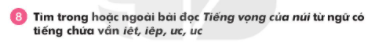 8 Tìm trong hoặc ngoài bài đọc Tiếng vọng của núi từ ngữ có
tiếng chứa vần iêt, iêp, ưc, uc